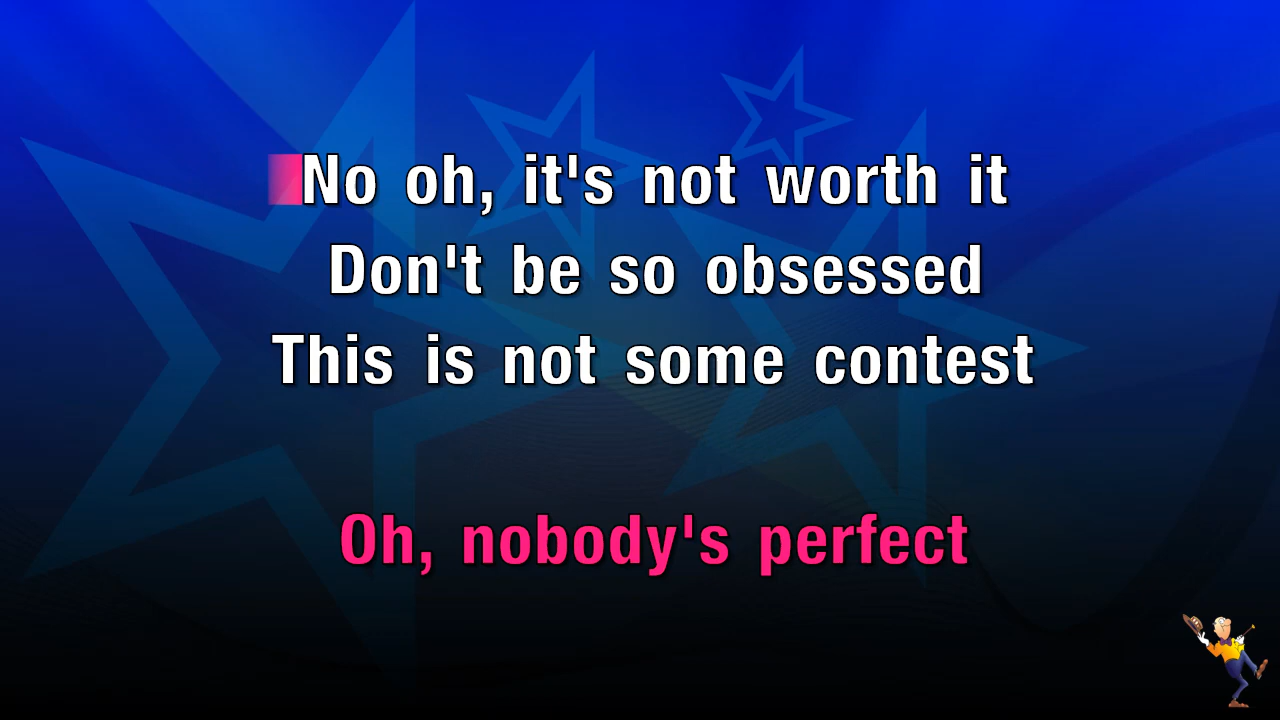 No oh, it's not worth it
Don't be so obsessed
This is not some contest
Oh, nobody's perfect